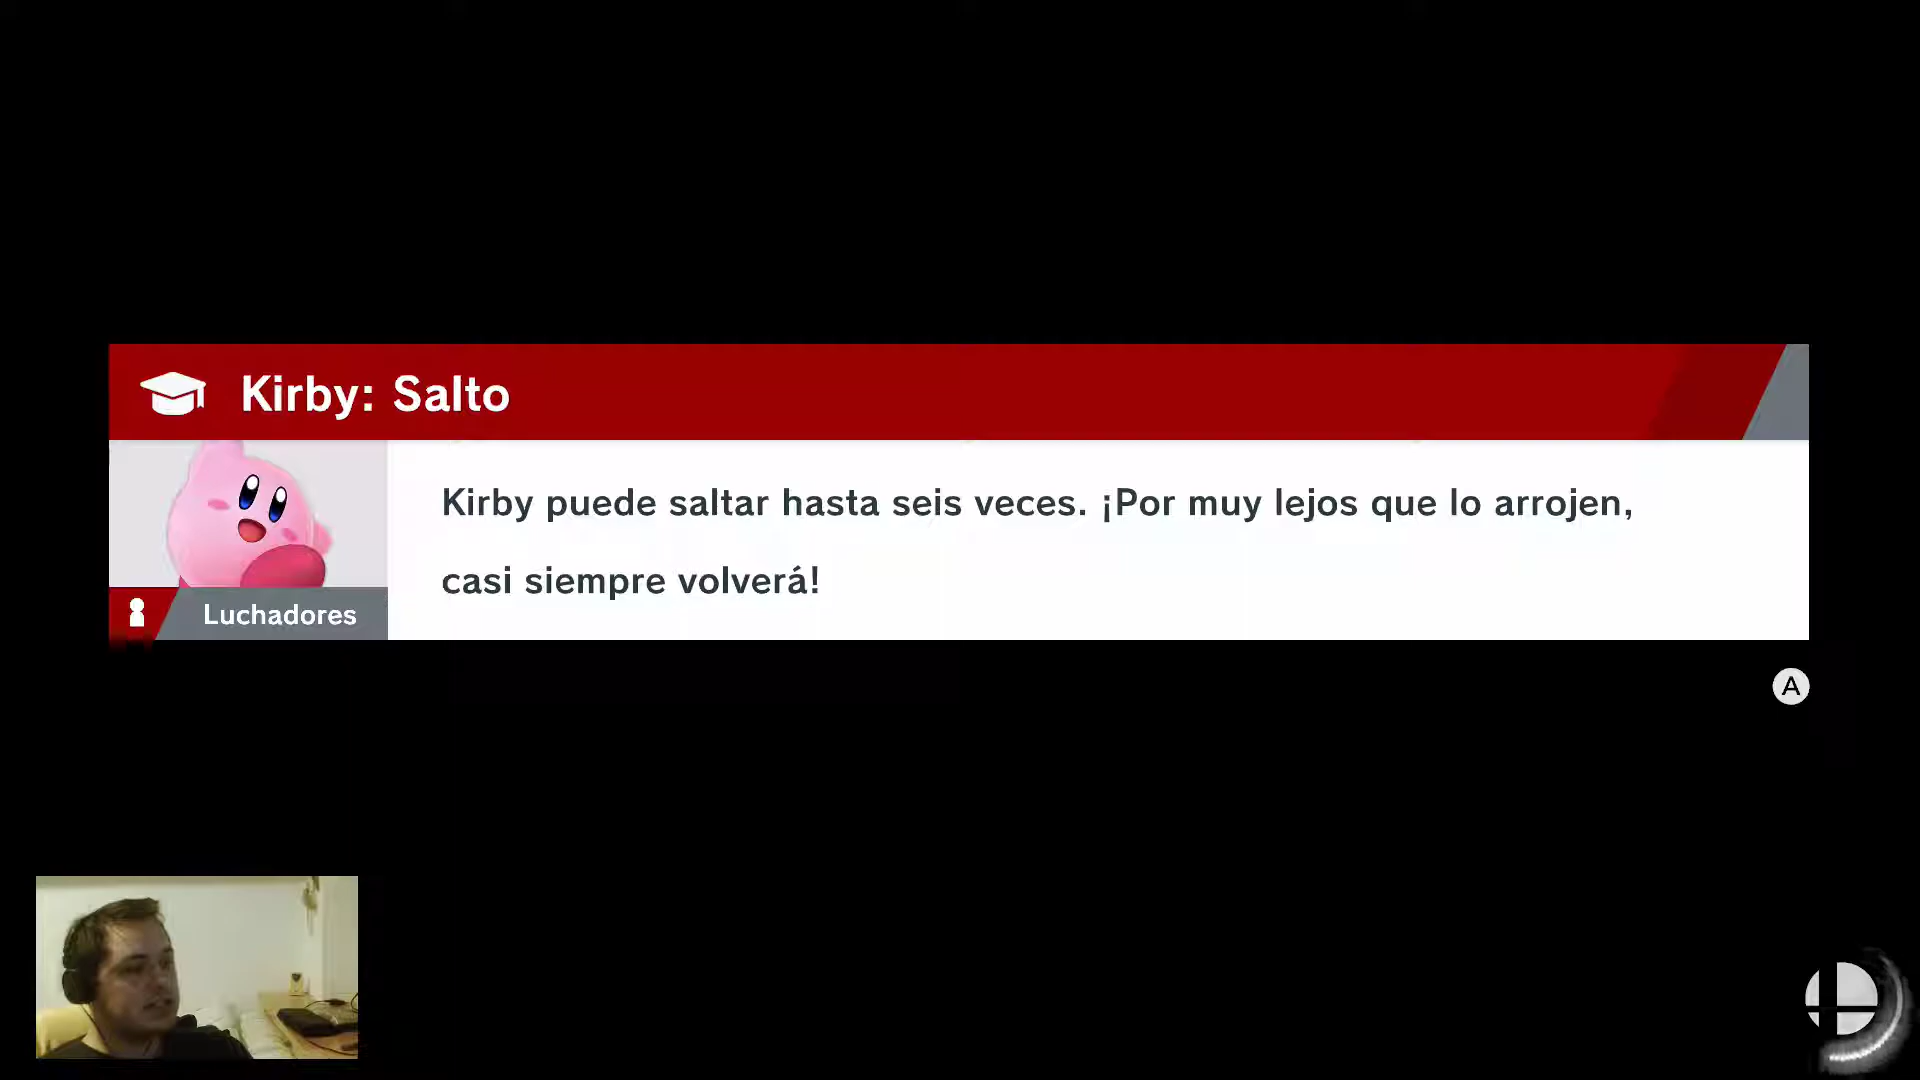 Kirby: Salto
Kirby puede saltar hasta seis veces. ¡Por muy lejos que lo arrojen,
casi siempre volverá!
Luchadores
A